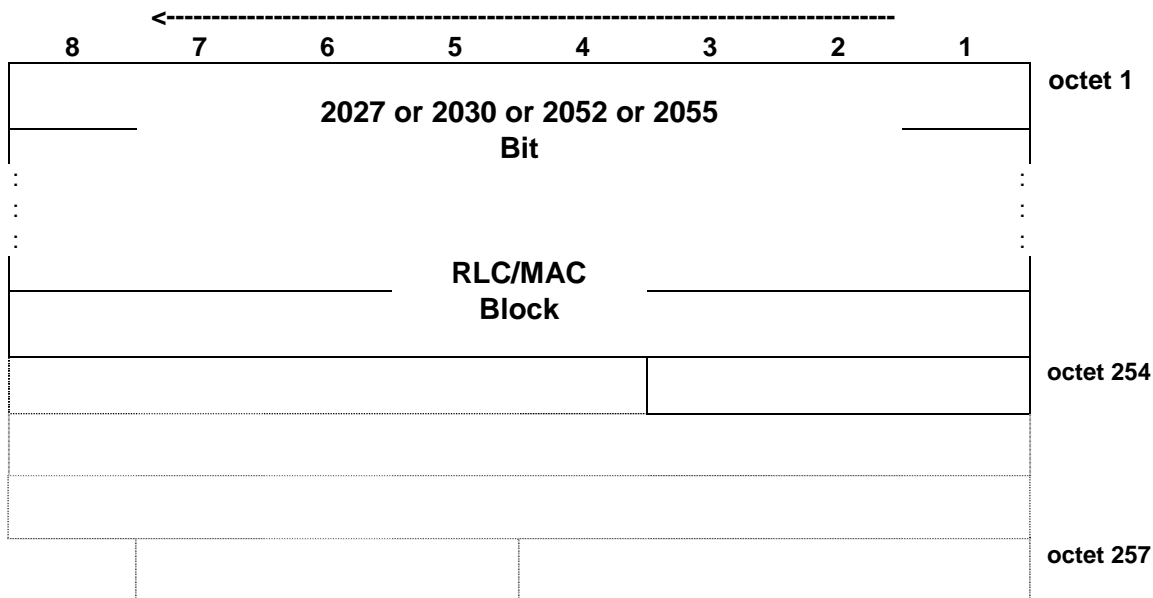 <--------------------------------------------------------------------------------
8 7 6 5 4 3 2 1
octet 1
2027 or 2030 or 2052 or 2055
Bit
: :
: :
: :
RLC/MAC
Block
octet 254
octet 257